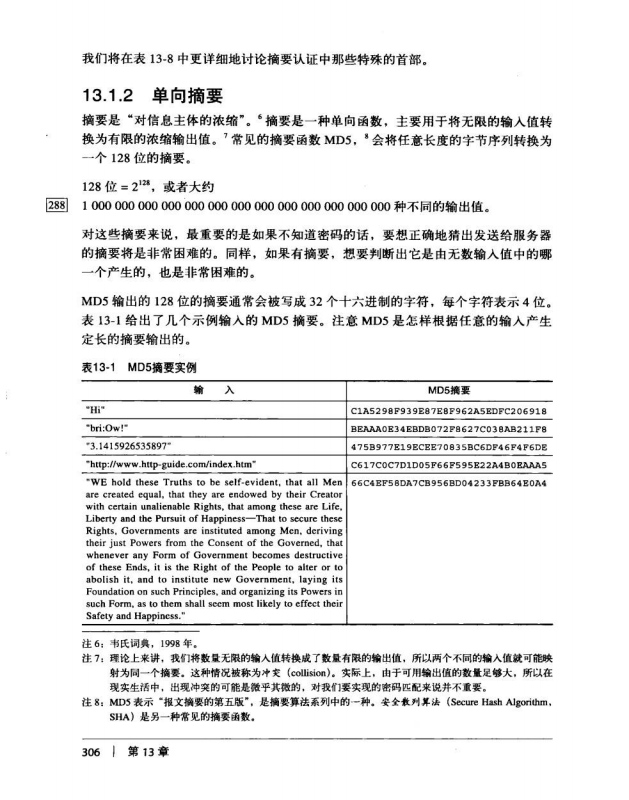 我们将在表 13-8 中更详细地讨论摘要认证中那些特殊的首部。
13.1.2 单向摘要
摘要是“对信息主体的浓缩”。⁶摘要是一种单向函数，主要用于将无限的输入值转
换为有限的浓缩输出值。⁷常见的摘要函数 MD5，⁸会将任意长度的字节序列转换为
一个 128 位的摘要。
128 位 = 2¹²⁸，或者大约
288
1 000 000 000 000 000 000 000 000 000 000 000 000 000 种不同的输出值。
对这些摘要来说，最重要的是如果不知道密码的话，要想正确地猜出发送给服务器
的摘要将是非常困难的。同样，如果有摘要，想要判断出它是由无数输入值中的哪
一个产生的，也是非常困难的。
MD5 输出的 128 位的摘要通常会被写成 32 个十六进制的字符，每个字符表示 4 位。
表 13-1 给出了几个示例输入的 MD5 摘要。注意 MD5 是怎样根据任意的输入产生
定长的摘要输出的。
表13-1 MD5摘要实例
输 入 MD5摘要
"Hi" C1A5298F939E87E8F962A5EDFC206918
"bri:Ow!" BEAAA0E34EBDB072F8627C038AB211F8
"3.1415926535897" 475B977E19ECEE70835BC6DF46F4F6DE
"http://www.http-guide.com/index.htm" C617C0C7D1D05F66F595E22A4B0EAAA5
"WE hold these Truths to be self-evident, that all Men 66C4EF58DA7CB956BD04233FBB64E0A4
are created equal, that they are endowed by their Creator
with certain unalienable Rights, that among these are Life,
Liberty and the Pursuit of Happiness—That to secure these
Rights, Governments are instituted among Men, deriving
their just Powers from the Consent of the Governed, that
whenever any Form of Government becomes destructive
of these Ends, it is the Right of the People to alter or to
abolish it, and to institute new Government, laying its
Foundation on such Principles, and organizing its Powers in
such Form, as to them shall seem most likely to effect their
Safety and Happiness."
注 6：韦氏词典，1998 年。
注 7：理论上来讲，我们将数量无限的输入值转换成了数量有限的输出值，所以两个不同的输入值就可能映
射为同一个摘要。这种情况被称为冲突 (collision)。实际上，由于可用输出值的数量足够大，所以在
现实生活中，出现冲突的可能是微乎其微的，对我们要实现的密码匹配来说并不重要。
注 8：MD5 表示“报文摘要的第五版”，是摘要算法系列中的一种。安全散列算法 (Secure Hash Algorithm，
SHA) 是另一种常见的摘要函数。
306 | 第 13 章